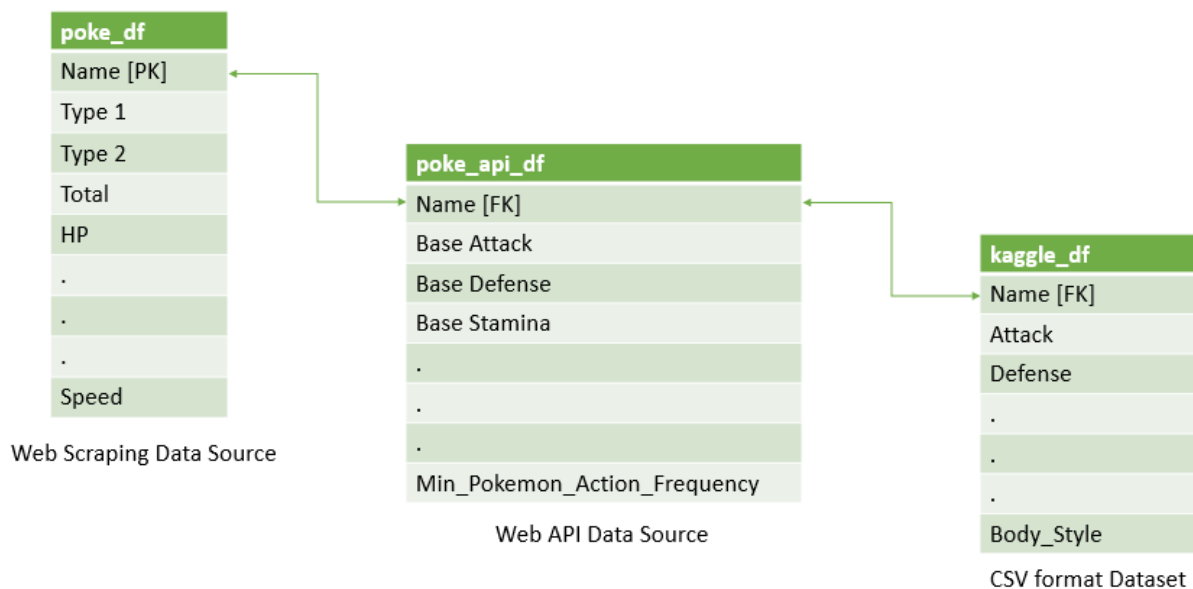 poke_df
Name [PK]
Type 1
Type 2
Total
HP
.
.
.
Speed
Web Scraping Data Source
poke_api_df
Name [FK]
Base Attack
Base Defense
Base Stamina
.
.
.
Min_Pokemon_Action_Frequency
Web API Data Source
kaggle_df
Name [FK]
Attack
Defense
.
.
.
Body_Style
CSV format Dataset